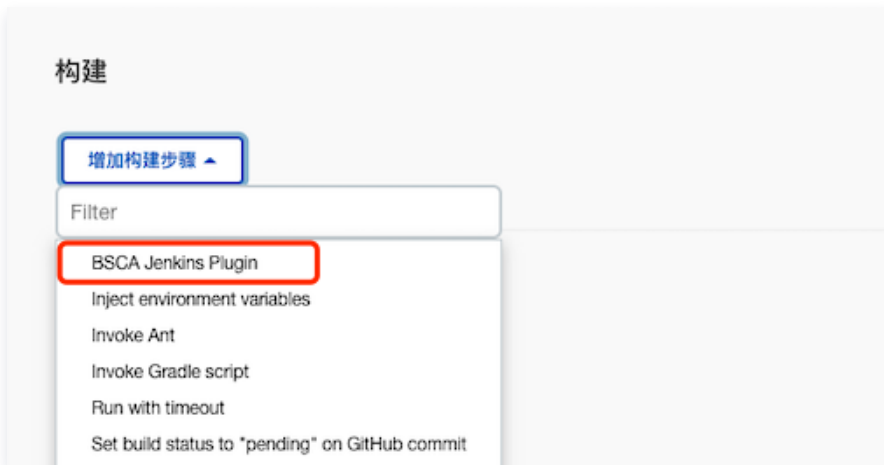 构建
增加构建步骤
Filter
BSCA Jenkins Plugin
Inject environment variables
Invoke Ant
Invoke Gradle script
Run with timeout
Set build status to "pending" on GitHub commit